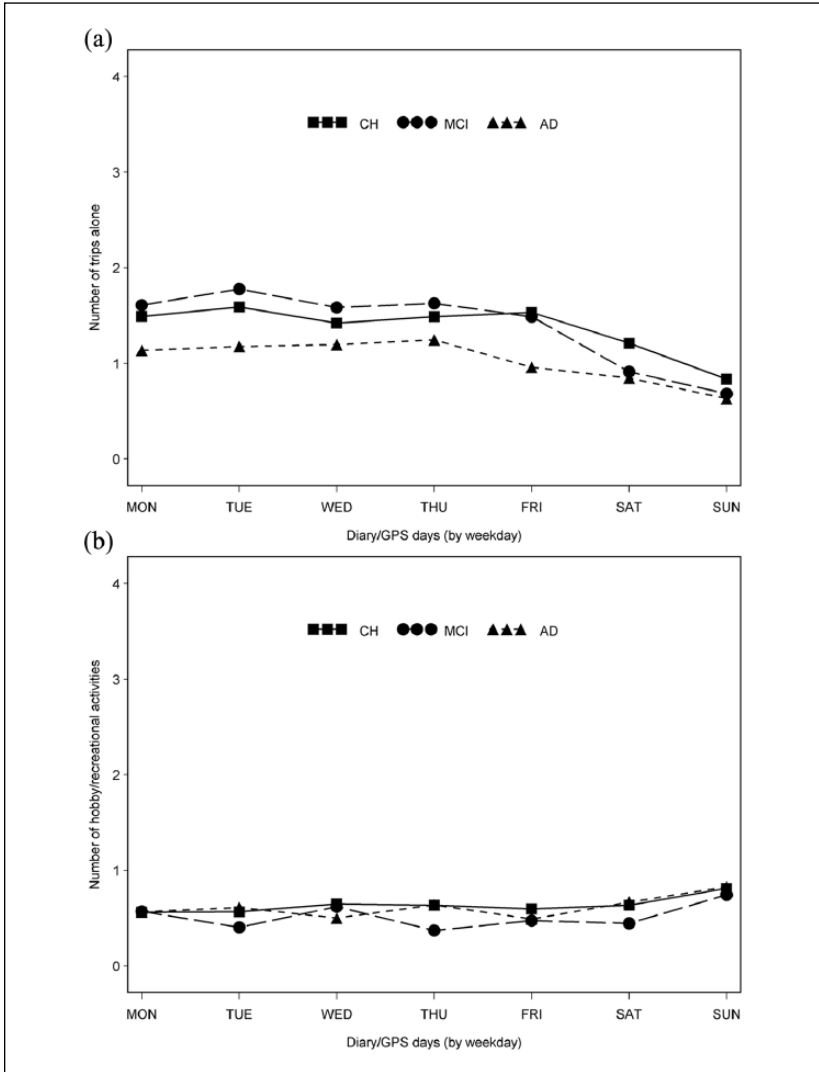 (a)
4
CH MCI AD
3
Number of trips alone
2
1
0
MON TUE WED THU FRI SAT SUN
Diary/GPS days (by weekday)
(b)
4
CH MCI AD
3
Number of hobby/recreational activities
2
1
0
MON TUE WED THU FRI SAT SUN
Diary/GPS days (by weekday)